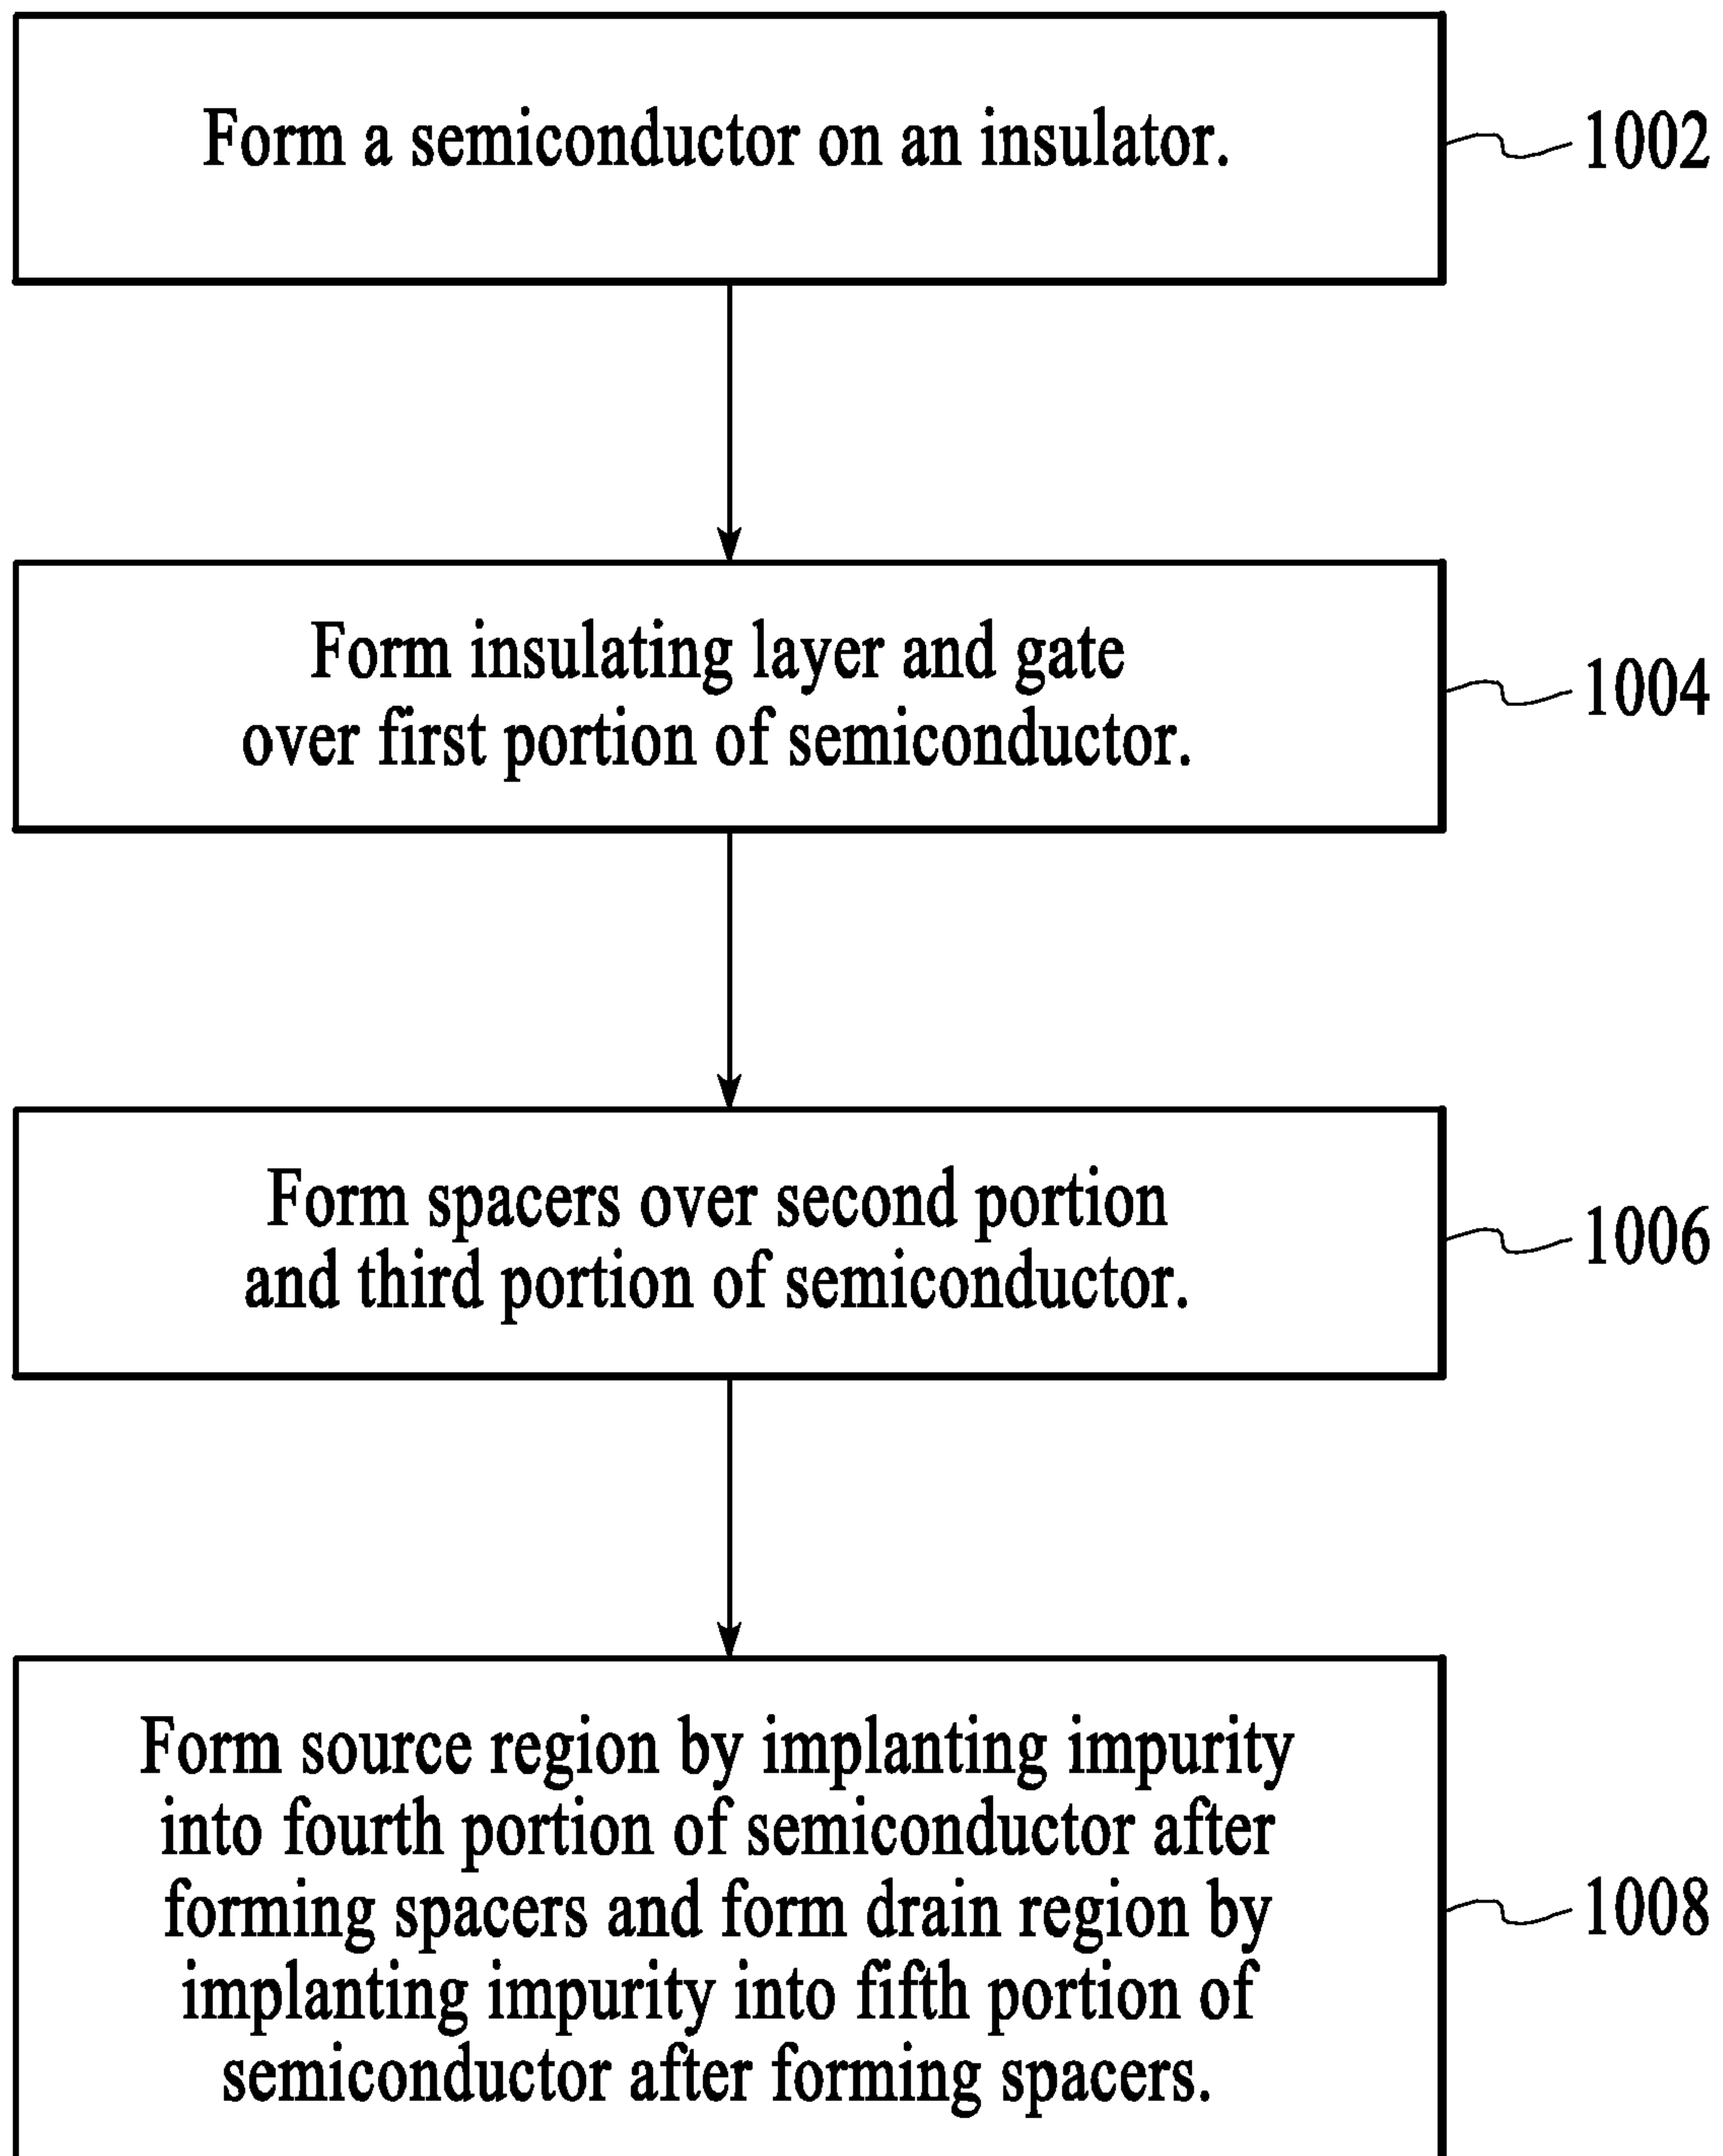 Form a semiconductor on an insulator.
1002
Form insulating layer and gate
over first portion of semiconductor.
1004
Form spacers over second portion
and third portion of semiconductor.
1006
Form source region by implanting impurity
into fourth portion of semiconductor after
forming spacers and form drain region by
implanting impurity into fifth portion of
semiconductor after forming spacers.
1008